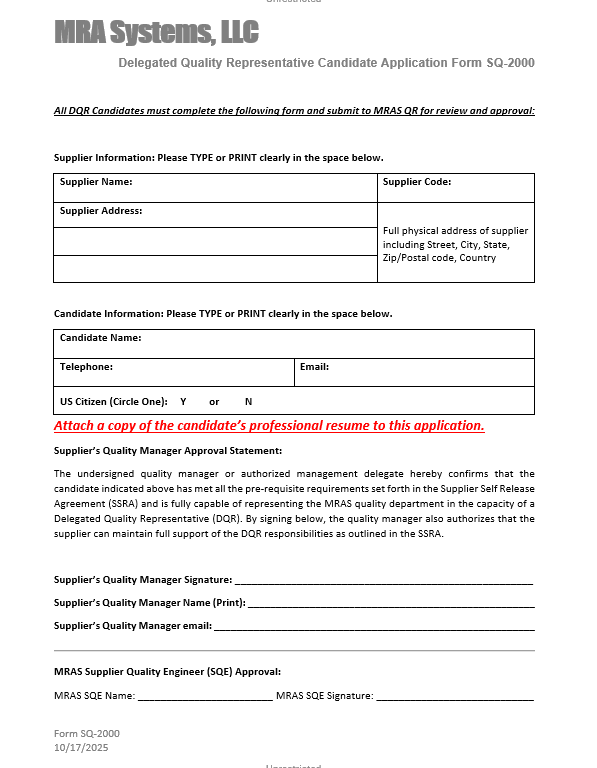 Unrestricted
MRA Systems, LLC
Delegated Quality Representative Candidate Application Form SQ-2000
All DQR Candidates must complete the following form and submit to MRAS QR for review and approval:
Supplier Information: Please TYPE or PRINT clearly in the space below.
Supplier Name:
Supplier Code:
Supplier Address:
Full physical address of supplier
including Street, City, State,
Zip/Postal code, Country
Candidate Information: Please TYPE or PRINT clearly in the space below.
Candidate Name:
Telephone:
Email:
US Citizen (Circle One): Y or N
Attach a copy of the candidate's professional resume to this application.
Supplier's Quality Manager Approval Statement:
The undersigned quality manager or authorized management delegate hereby confirms that the
candidate indicated above has met all the pre-requisite requirements set forth in the Supplier Self Release
Agreement (SSRA) and is fully capable of representing the MRAS quality department in the capacity of a
Delegated Quality Representative (DQR). By signing below, the quality manager also authorizes that the
supplier can maintain full support of the DQR responsibilities as outlined in the SSRA.
Supplier's Quality Manager Signature:
Supplier's Quality Manager Name (Print):
Supplier's Quality Manager email:
MRAS Supplier Quality Engineer (SQE) Approval:
MRAS SQE Name: MRAS SQE Signature:
Form SQ-2000
10/17/2025
Unrestricted